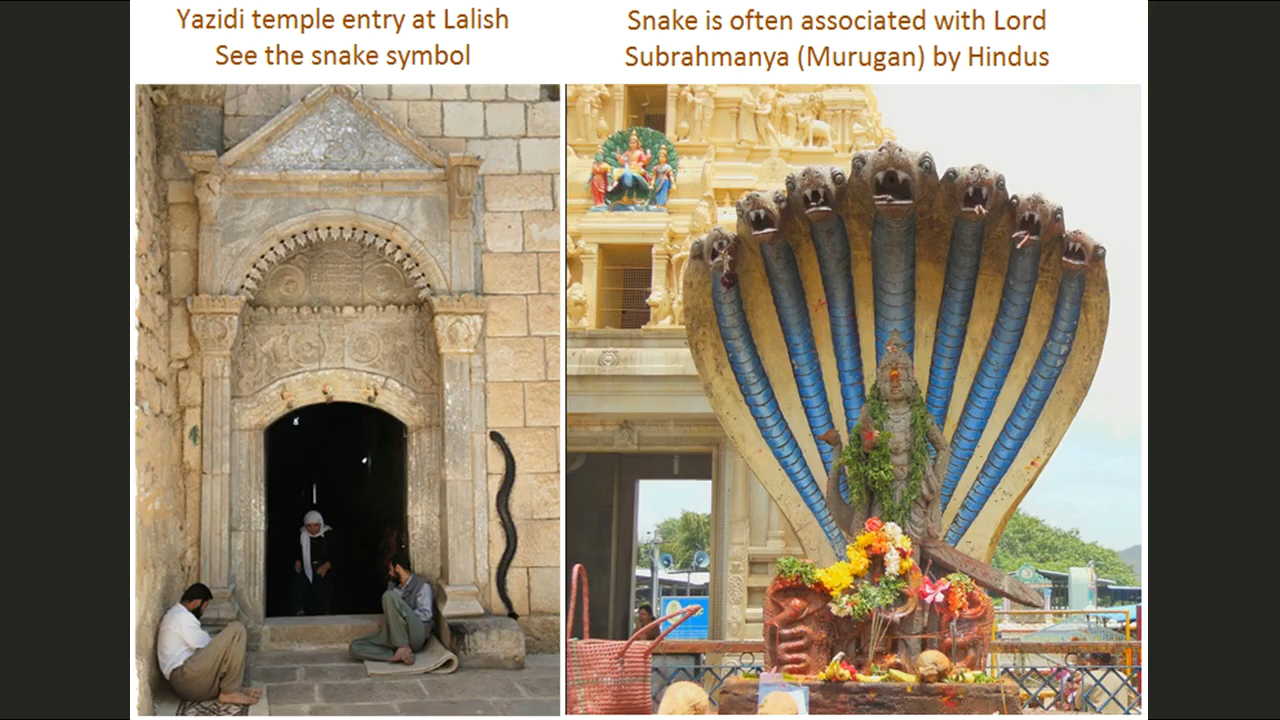 Yazidi temple entry at Lalish
See the snake symbol
Snake is often associated with Lord
Subrahmanya (Murugan) by Hindus